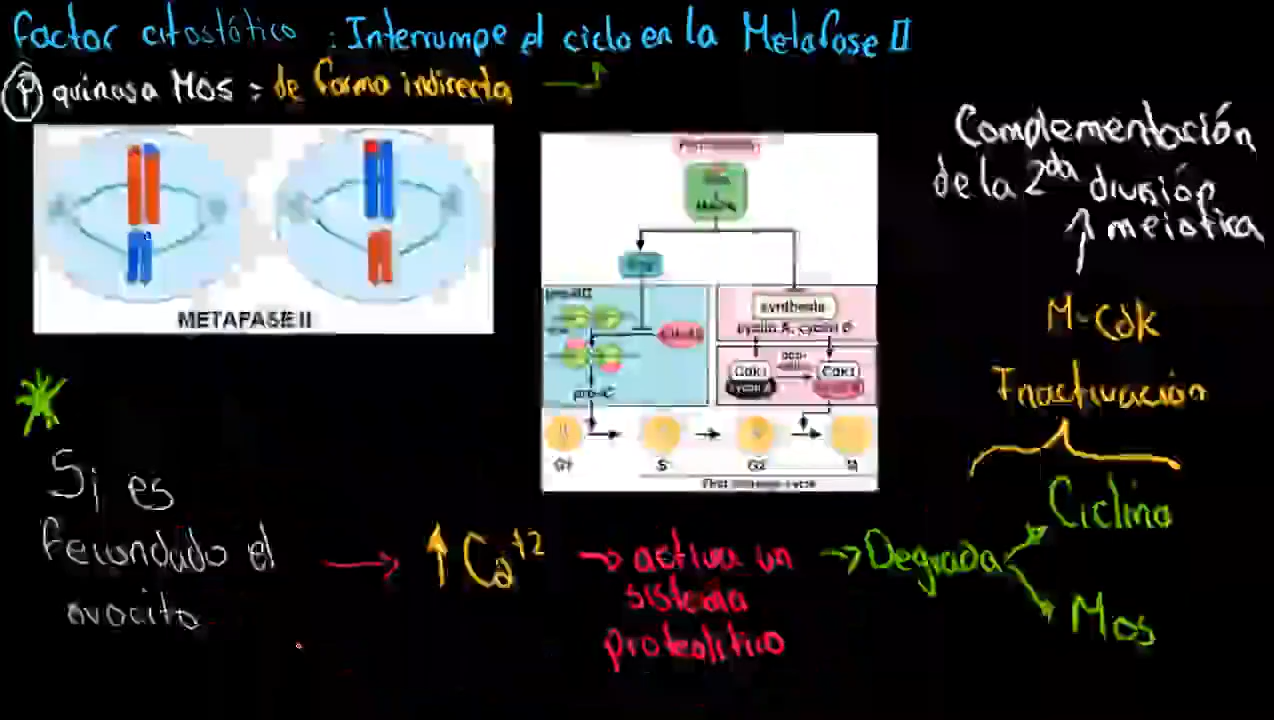 factor citostático : Interrumpe el ciclo en la Metafase II
P quinasa Mos = de forma indirecta
Complementación
de la 2da división
meiotica
M-Cdk
Inactivación
METAFASE II
synthesis
cyclin A, cyclin B
Cdk1
Cdk1
G1 S G2 M
Si es
fecundado el
ovocito
↑ Ca+2
activa un
sistema
proteolitico
Degrada
Ciclina
Mos